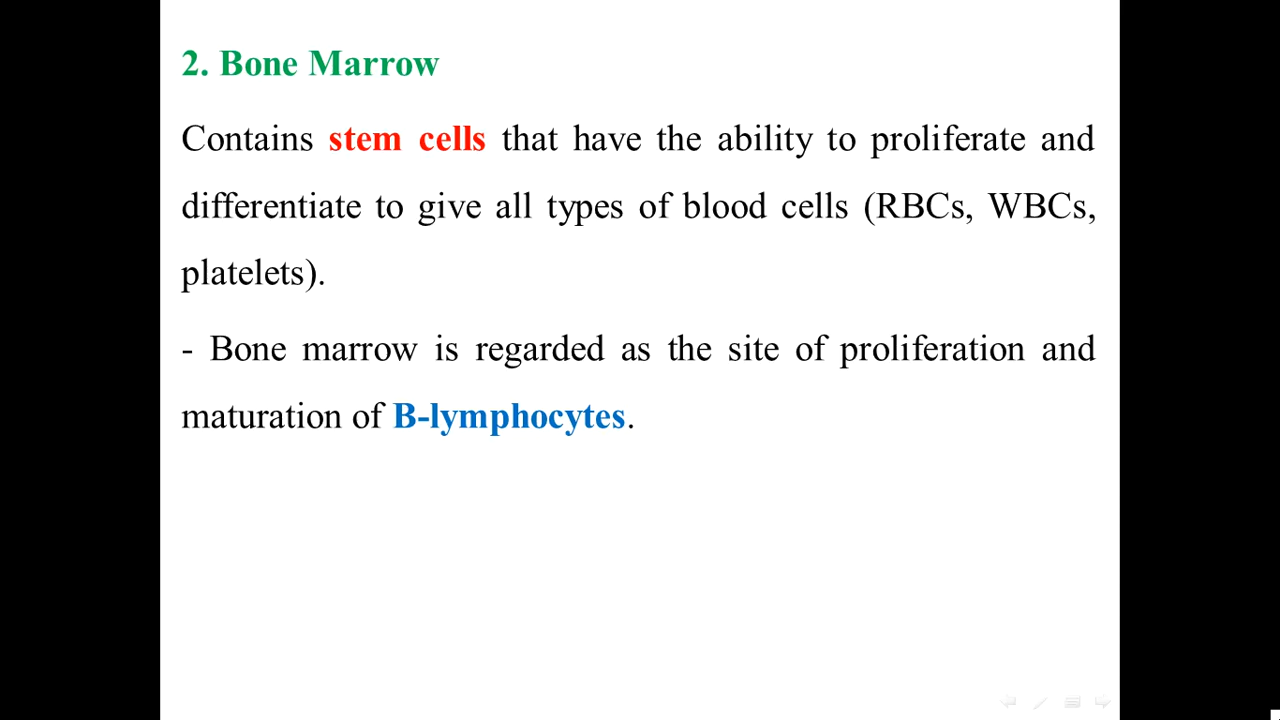 2. Bone Marrow
Contains stem cells that have the ability to proliferate and
differentiate to give all types of blood cells (RBCs, WBCs,
platelets).
- Bone marrow is regarded as the site of proliferation and
maturation of B-lymphocytes.